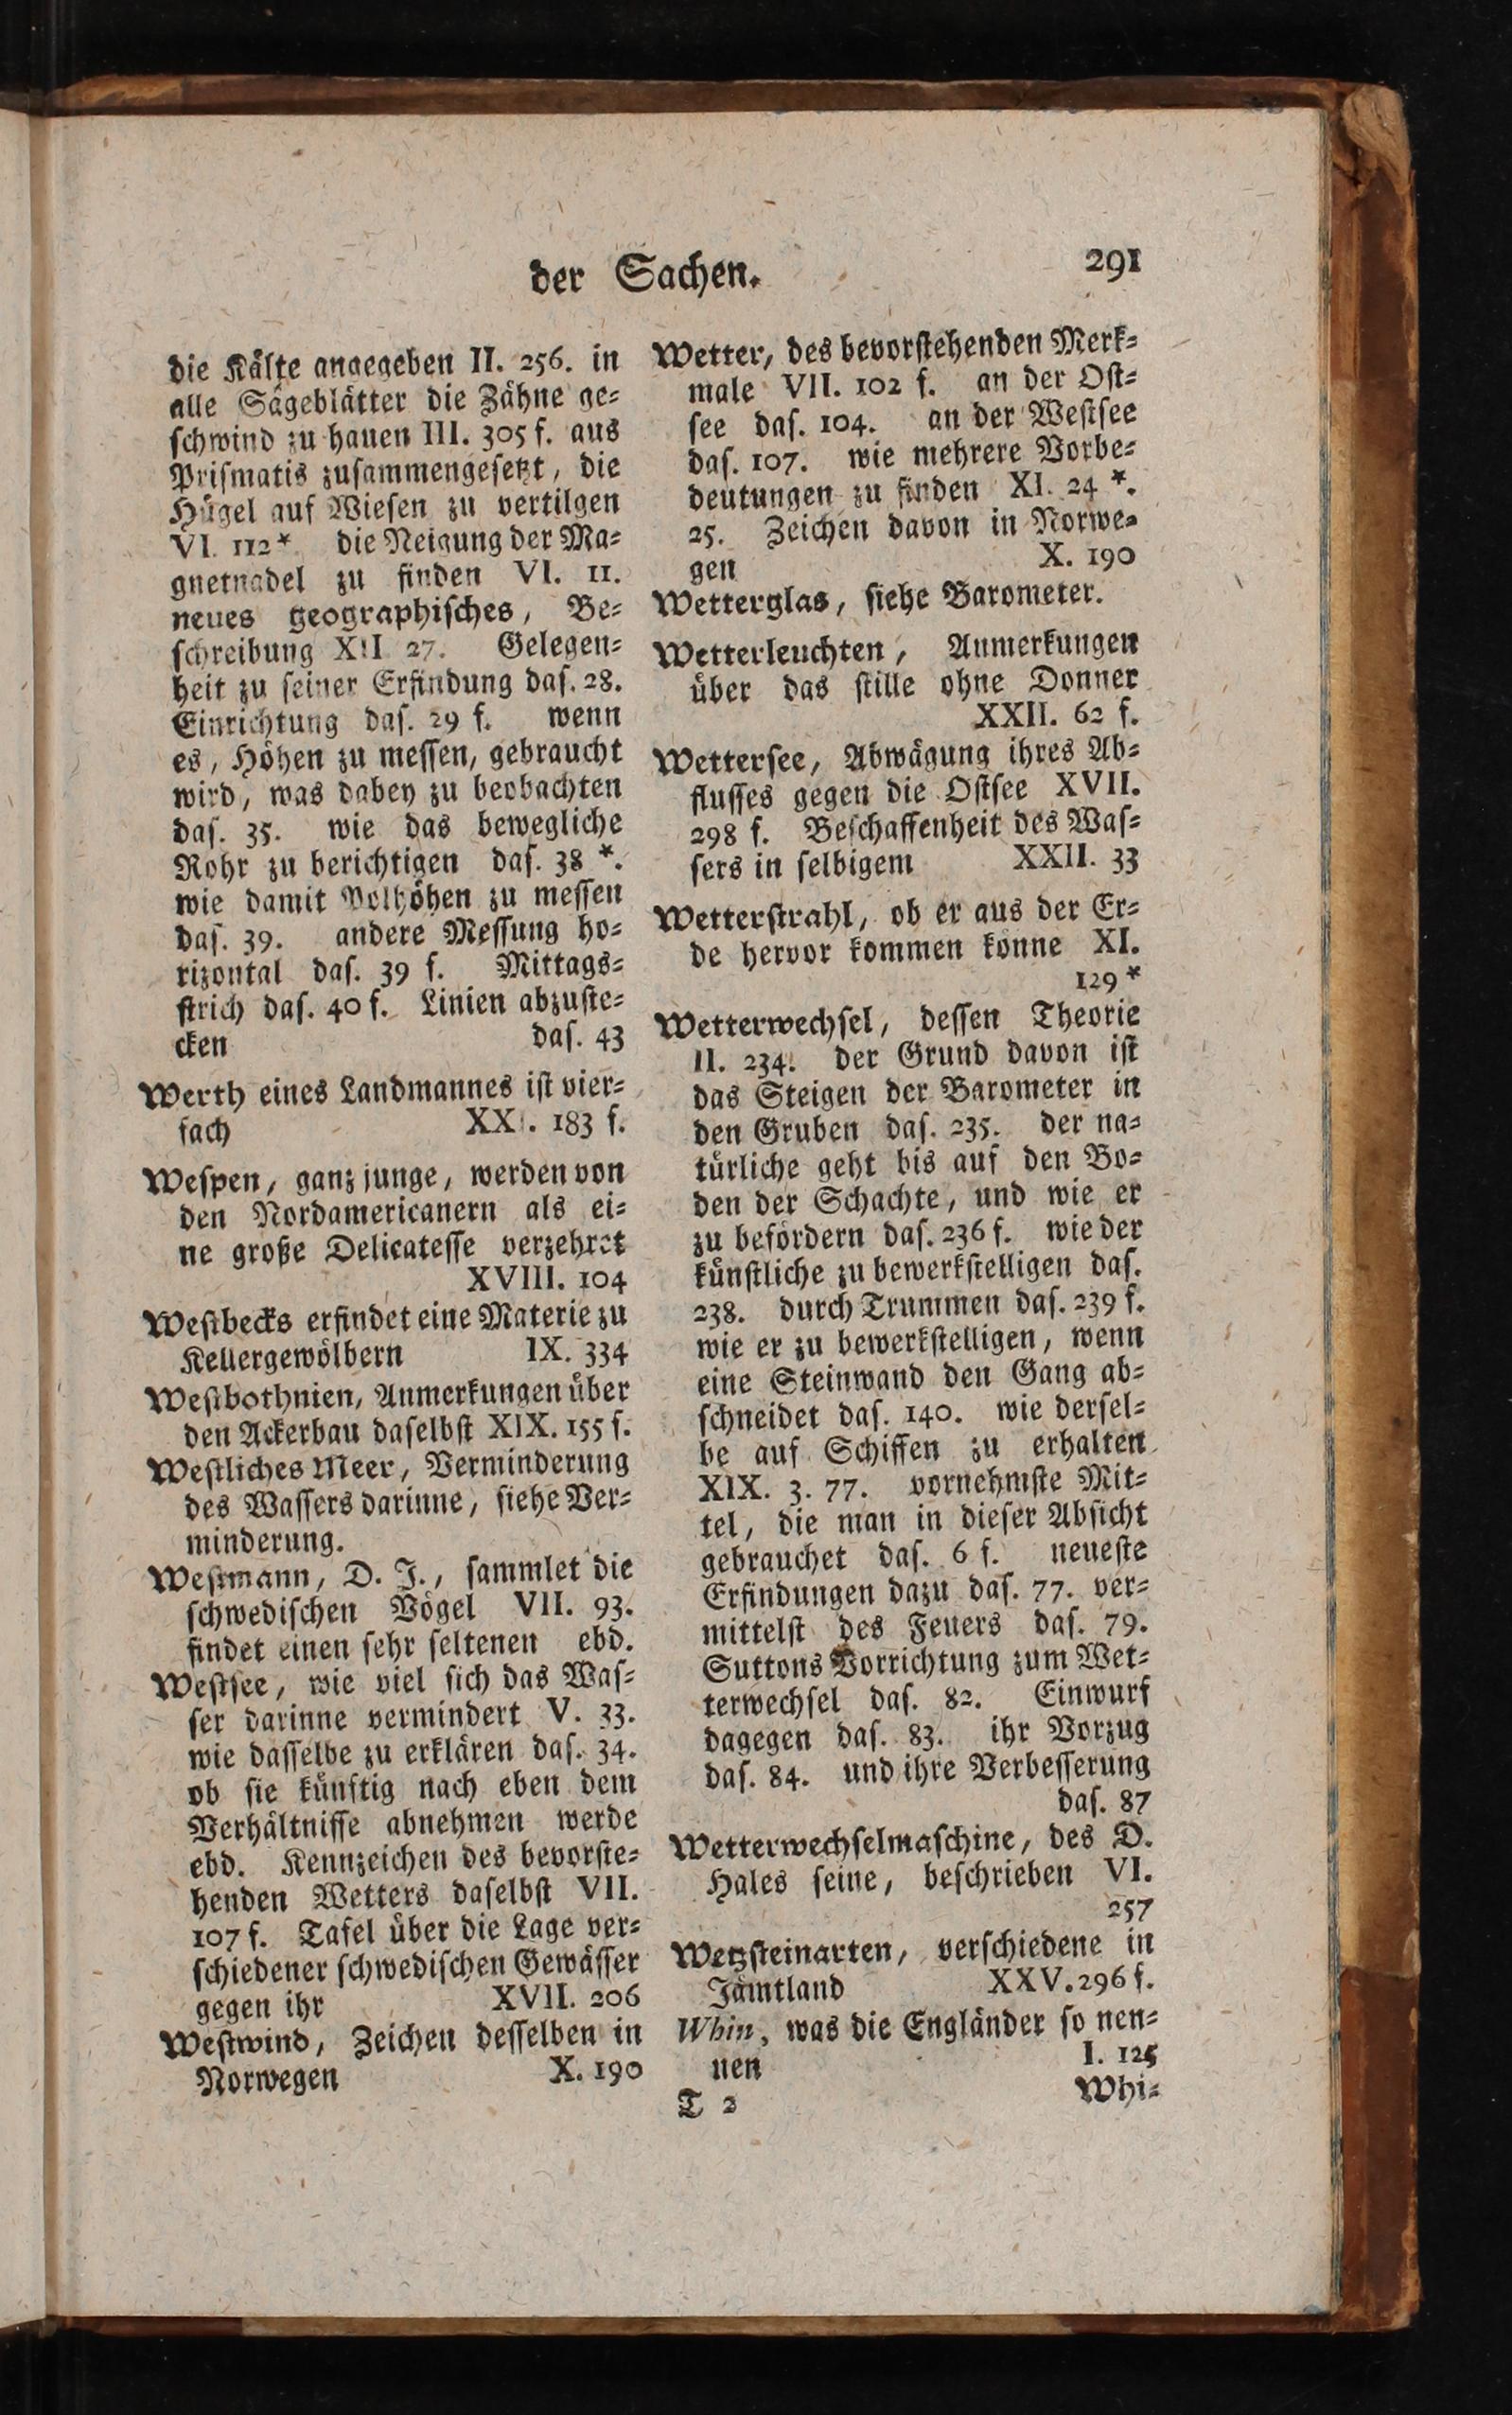 der Sachen.
291
die Kälte angegeben II. 256. in
alle Sägeblätter die Zähne ge⸗
ſchwind zu hauen III. 305 f. aus
Priſmatis zuſammengeſetzt, die
Hügel auf Wieſen zu vertilgen
VI. 112* die Neigung der Ma⸗
gnetnadel zu finden VI. 11.
neues geographiſches, Be⸗
ſchreibung XII 27. Gelegen⸗
heit zu ſeiner Erfindung daſ. 28.
Einrichtung daſ. 29 f. wenn
es, Höhen zu meſſen, gebraucht
wird, was dabey zu beobachten
daſ. 35. wie das bewegliche
Rohr zu berichtigen daſ. 38 *.
wie damit Polhöhen zu meſſen
daſ. 39. andere Meſſung ho⸗
rizontal daſ. 39 f. Mittags⸗
ſtrich daſ. 40 f. Linien abzuſte⸗
cken daſ. 43
Werth eines Landmannes iſt vier⸗
fach 183 f.
Weſpen, ganz junge, werden von
den Nordamericanern als ei⸗
ne große Delicateſſe verzehret
XVIII. 104
Weſtbecks erfindet eine Materie zu
Kellergewölbern IX. 334
Weſtbothnien, Anmerkungen über
den Ackerbau daſelbſt XIX. 155 f.
Weſtliches Meer, Verminderung
des Waſſers darinne, ſiehe Ver⸗
minderung.
Weſtmann, D. J., ſammlet die
ſchwediſchen Vögel VII. 93.
findet einen ſehr ſeltenen ebd.
Weſtſee, wie viel ſich das Waſ⸗
ſer darinne vermindert V. 33.
wie daſſelbe zu erklären daſ. 34.
ob ſie künftig nach eben dem
Verhältniſſe abnehmen werde
ebd. Kennzeichen des bevorſte⸗
henden Wetters daſelbſt VII.
107 f. Tafel über die Lage ver⸗
ſchiedener ſchwediſchen Gewäſſer
gegen ihr XVII. 206
Weſtwind, Zeichen deſſelben in
Norwegen X. 190
Wetter, des bevorſtehenden Merk⸗
male VII. 102 f. an der Oſt⸗
ſee daſ. 104. an der Weſtſee
daſ. 107. wie mehrere Vorbe⸗
deutungen zu finden XI. 24 *.
25. Zeichen davon in Norwe⸗
gen X. 190
Wetterglas, ſiehe Barometer.
Wetterleuchten, Anmerkungen
über das ſtille ohne Donner
XXII. 62 f.
Wetterſee, Abwägung ihres Ab⸗
fluſſes gegen die Oſtſee XVII.
298 f. Beſchaffenheit des Waſ⸗
ſers in ſelbigem XXII. 33
Wetterſtrahl, ob er aus der Er⸗
de hervor kommen könne XI.
129 *
Wetterwechſel, deſſen Theorie
II. 234. der Grund davon iſt
das Steigen der Barometer in
den Gruben daſ. 235. der na⸗
türliche geht bis auf den Bo⸗
den der Schachte, und wie er
zu befördern daſ. 236 f. wie der
künſtliche zu bewerkſtelligen daſ.
238. durch Trummen daſ. 239 f.
wie er zu bewerkſtelligen, wenn
eine Steinwand den Gang ab⸗
ſchneidet daſ. 140. wie derſel⸗
be auf Schiffen zu erhalten
XIX. 3. 77. vornehmſte Mit⸗
tel, die man in dieſer Abſicht
gebrauchet daſ. 6 f. neueſte
Erfindungen dazu daſ. 77. ver⸗
mittelſt des Feuers daſ. 79.
Suttons Vorrichtung zum Wet⸗
terwechſel daſ. 82. Einwurf
dagegen daſ. 83. ihr Vorzug
daſ. 84. und ihre Verbeſſerung
daſ. 87
Wetterwechſelmaſchine, des D.
Hales ſeine, beſchrieben VI.
257
Wetzſteinarten, verſchiedene in
Jämtland XXV. 296 f.
Whin, was die Engländer ſo nen⸗
nen I. 125
T 2
Whi⸗